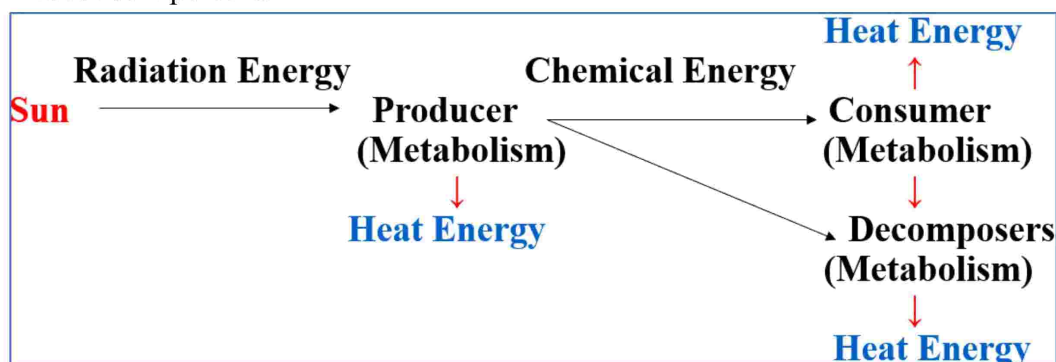 Heat Energy
Radiation Energy
Chemical Energy
Sun
Producer
Consumer
(Metabolism)
(Metabolism)
Heat Energy
Decomposers
(Metabolism)
Heat Energy